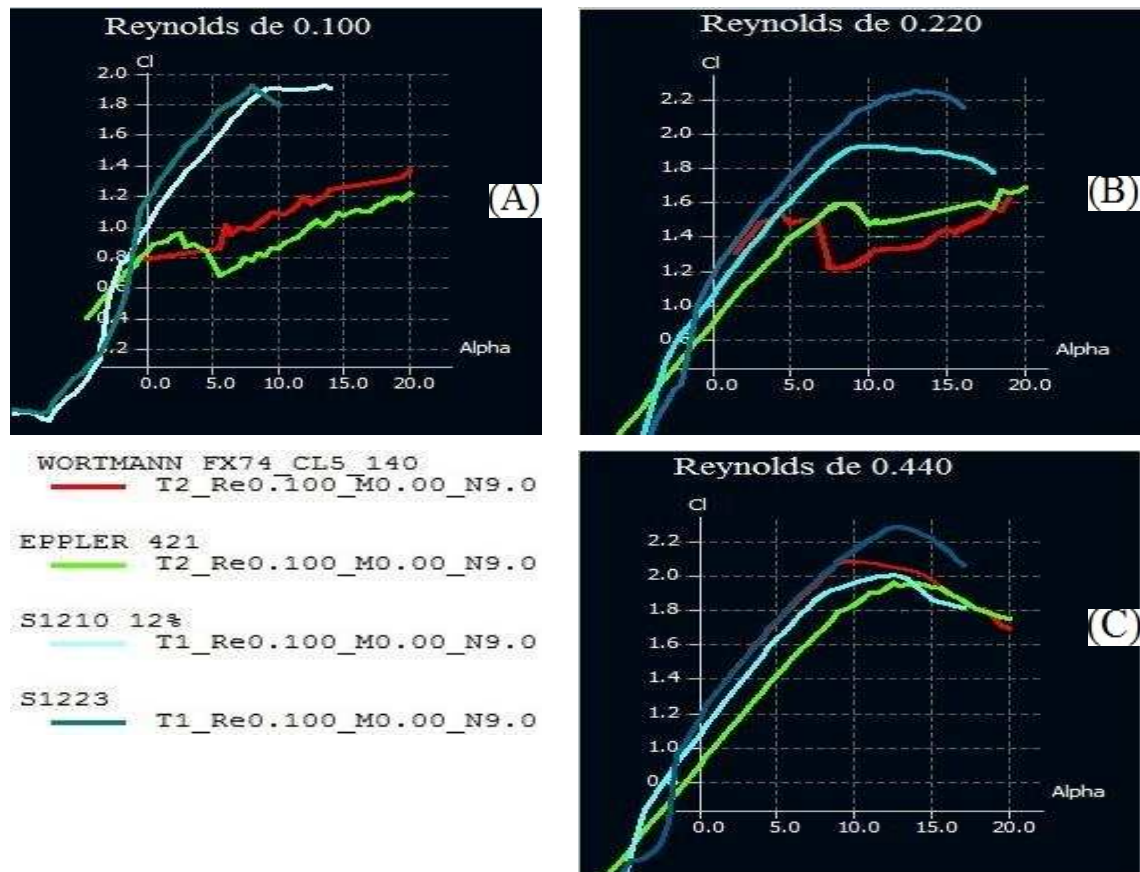 Reynolds de 0.100
Cl
2.0
1.8
1.6
1.4
1.2
1.0
0.8
0.6
0.4
0.2
Alpha
0.0 5.0 10.0 15.0 20.0
(A)
Reynolds de 0.220
Cl
2.2
2.0
1.8
1.6
1.4
1.2
1.0
Alpha
0.0 5.0 10.0 15.0 20.0
(B)
WORTMANN FX74_CL5_140
T2_Re0.100_M0.00_N9.0
EPPLER 421
T2_Re0.100_M0.00_N9.0
S1210 12%
T1_Re0.100_M0.00_N9.0
S1223
T1_Re0.100_M0.00_N9.0
Reynolds de 0.440
Cl
2.2
2.0
1.8
1.6
1.4
1.2
1.0
Alpha
0.0 5.0 10.0 15.0 20.0
(C)